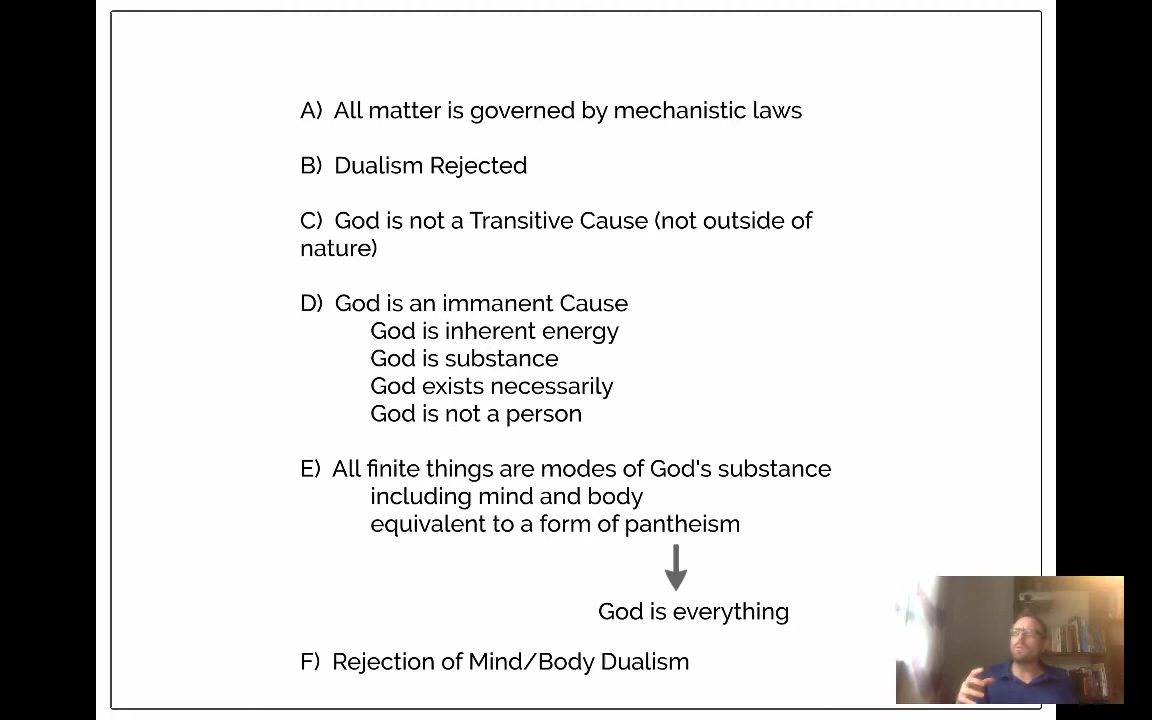 A) All matter is governed by mechanistic laws
B) Dualism Rejected
C) God is not a Transitive Cause (not outside of
nature)
D) God is an immanent Cause
God is inherent energy
God is substance
God exists necessarily
God is not a person
E) All finite things are modes of God's substance
including mind and body
equivalent to a form of pantheism
God is everything
F) Rejection of Mind/Body Dualism